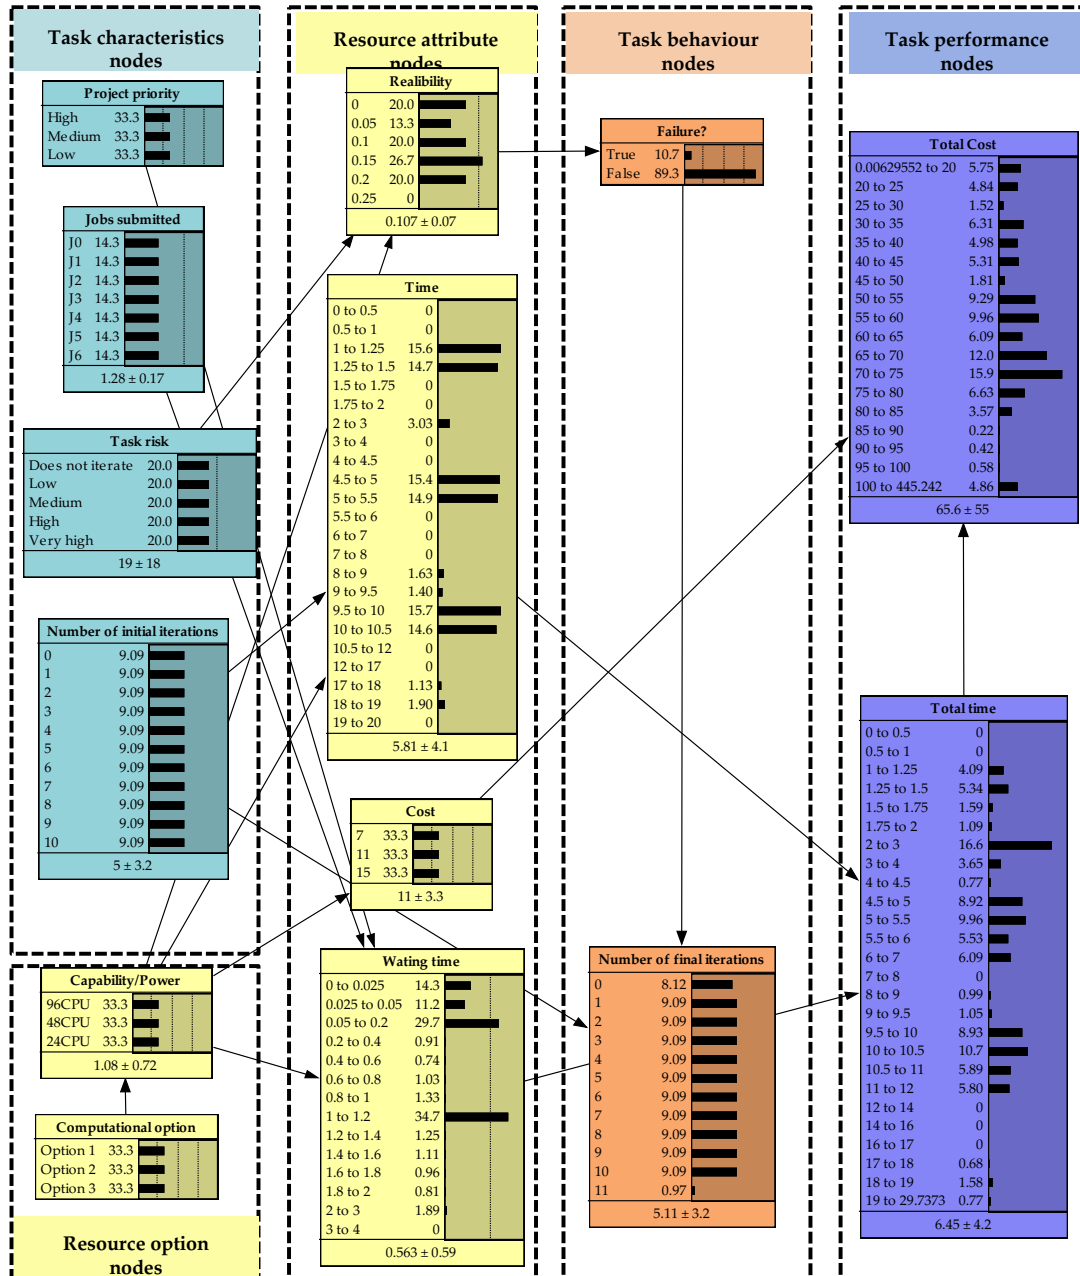 Task characteristics
nodes
Project priority
High 33.3
Medium 33.3
Low 33.3
Jobs submitted
J0 14.3
J1 14.3
J2 14.3
J3 14.3
J4 14.3
J5 14.3
J6 14.3
1.28 ± 0.17
Task risk
Does not iterate 20.0
Low 20.0
Medium 20.0
High 20.0
Very high 20.0
19 ± 18
Number of initial iterations
0 9.09
1 9.09
2 9.09
3 9.09
4 9.09
5 9.09
6 9.09
7 9.09
8 9.09
9 9.09
10 9.09
5 ± 3.2
Capability/Power
96CPU 33.3
48CPU 33.3
24CPU 33.3
1.08 ± 0.72
Computational option
Option 1 33.3
Option 2 33.3
Option 3 33.3
Resource option
nodes
Resource attribute
nodes
Realibility
0 20.0
0.05 13.3
0.1 20.0
0.15 26.7
0.2 20.0
0.25 0
0.107 ± 0.07
Time
0 to 0.5 0
0.5 to 1 0
1 to 1.25 15.6
1.25 to 1.5 14.7
1.5 to 1.75 0
1.75 to 2 0
2 to 3 3.03
3 to 4 0
4 to 4.5 0
4.5 to 5 15.4
5 to 5.5 14.9
5.5 to 6 0
6 to 7 0
7 to 8 0
8 to 9 1.63
9 to 9.5 1.40
9.5 to 10 15.7
10 to 10.5 14.6
10.5 to 12 0
12 to 17 0
17 to 18 1.13
18 to 19 1.90
19 to 20 0
5.81 ± 4.1
Cost
7 33.3
11 33.3
15 33.3
11 ± 3.3
Wating time
0 to 0.025 14.3
0.025 to 0.05 11.2
0.05 to 0.2 29.7
0.2 to 0.4 0.91
0.4 to 0.6 0.74
0.6 to 0.8 1.03
0.8 to 1 1.33
1 to 1.2 34.7
1.2 to 1.4 1.25
1.4 to 1.6 1.11
1.6 to 1.8 0.96
1.8 to 2 0.81
2 to 3 1.89
3 to 4 0
0.563 ± 0.59
Task behaviour
nodes
Failure?
True 10.7
False 89.3
Number of final iterations
0 8.12
1 9.09
2 9.09
3 9.09
4 9.09
5 9.09
6 9.09
7 9.09
8 9.09
9 9.09
10 9.09
11 0.97
5.11 ± 3.2
Task performance
nodes
Total Cost
0.00629552 to 20 5.75
20 to 25 4.84
25 to 30 1.52
30 to 35 6.31
35 to 40 4.98
40 to 45 5.31
45 to 50 1.81
50 to 55 9.29
55 to 60 9.96
60 to 65 6.09
65 to 70 12.0
70 to 75 15.9
75 to 80 6.63
80 to 85 3.57
85 to 90 0.22
90 to 95 0.42
95 to 100 0.58
100 to 445.242 4.86
65.6 ± 55
Total time
0 to 0.5 0
0.5 to 1 0
1 to 1.25 4.09
1.25 to 1.5 5.34
1.5 to 1.75 1.59
1.75 to 2 1.09
2 to 3 16.6
3 to 4 3.65
4 to 4.5 0.77
4.5 to 5 8.92
5 to 5.5 9.96
5.5 to 6 5.53
6 to 7 6.09
7 to 8 0
8 to 9 0.99
9 to 9.5 1.05
9.5 to 10 8.93
10 to 10.5 10.7
10.5 to 11 5.89
11 to 12 5.80
12 to 14 0
14 to 16 0
16 to 17 0
17 to 18 0.68
18 to 19 1.58
19 to 29.7373 0.77
6.45 ± 4.2